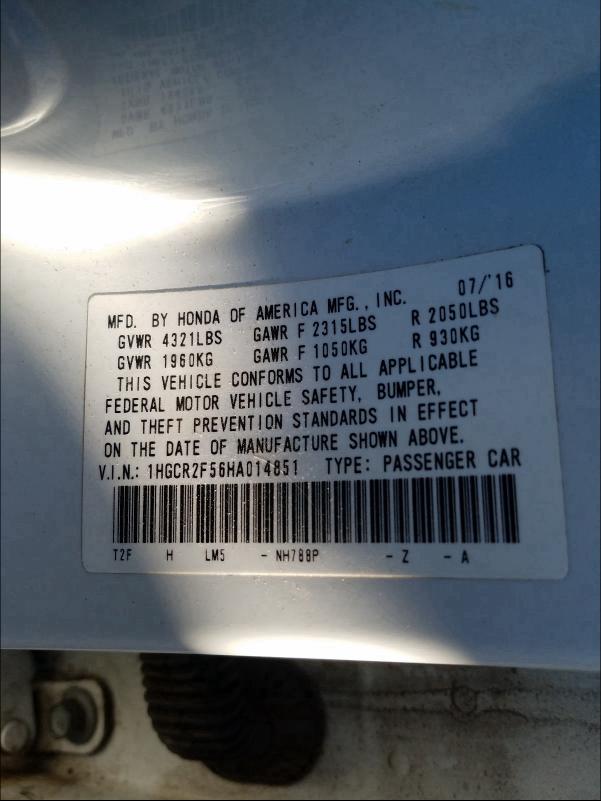 MFD. BY HONDA OF AMERICA MFG., INC. 07/'16
GVWR 4321LBS GAWR F 2315LBS R 2050LBS
GVWR 1960KG GAWR F 1050KG R 930KG
THIS VEHICLE CONFORMS TO ALL APPLICABLE
FEDERAL MOTOR VEHICLE SAFETY, BUMPER,
AND THEFT PREVENTION STANDARDS IN EFFECT
ON THE DATE OF MANUFACTURE SHOWN ABOVE.
V.I.N.: 1HGCR2F56HA014851 TYPE: PASSENGER CAR
T2F H LM5 - NH788P - Z - A